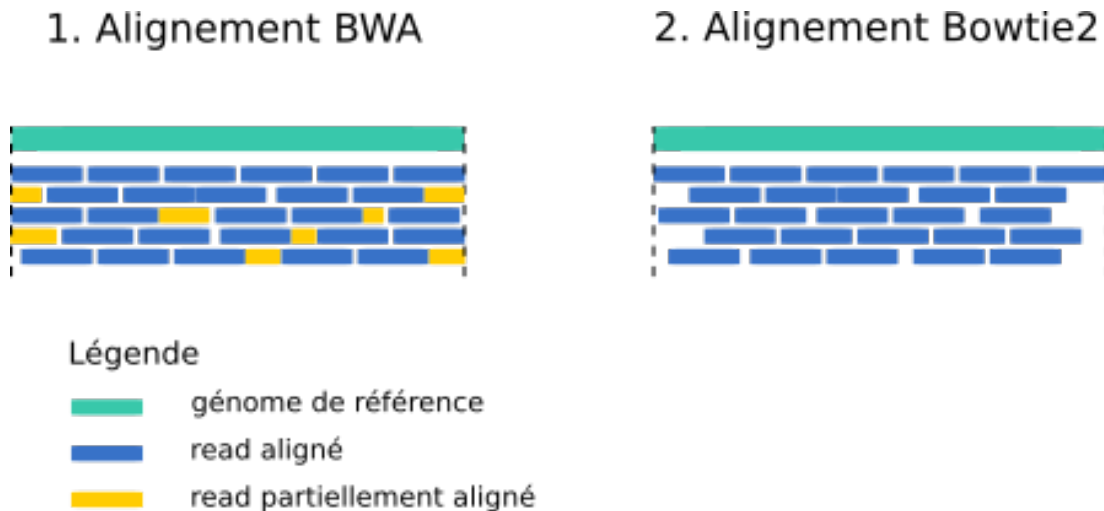 1. Alignement BWA
2. Alignement Bowtie2
Légende
génome de référence
read aligné
read partiellement aligné